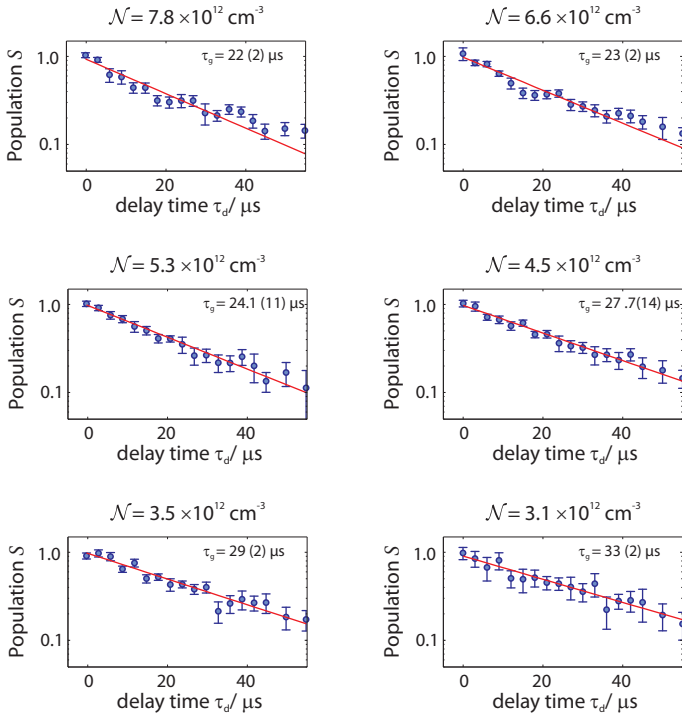 𝒩 = 7.8 ×10¹² cm⁻³
τg = 22 (2) µs
Population S
1.0
0.1
0 20 40
delay time τd/ µs
𝒩 = 6.6 ×10¹² cm⁻³
τg = 23 (2) µs
Population S
1.0
0.1
0 20 40
delay time τd/ µs
𝒩 = 5.3 ×10¹² cm⁻³
τg = 24.1 (11) µs
Population S
1.0
0.1
0 20 40
delay time τd/ µs
𝒩 = 4.5 ×10¹² cm⁻³
τg = 27 .7(14) µs
Population S
1.0
0.1
0 20 40
delay time τd/ µs
𝒩 = 3.5 ×10¹² cm⁻³
τg = 29 (2) µs
Population S
1.0
0.1
0 20 40
delay time τd/ µs
𝒩 = 3.1 ×10¹² cm⁻³
τg = 33 (2) µs
Population S
1.0
0.1
0 20 40
delay time τd/ µs